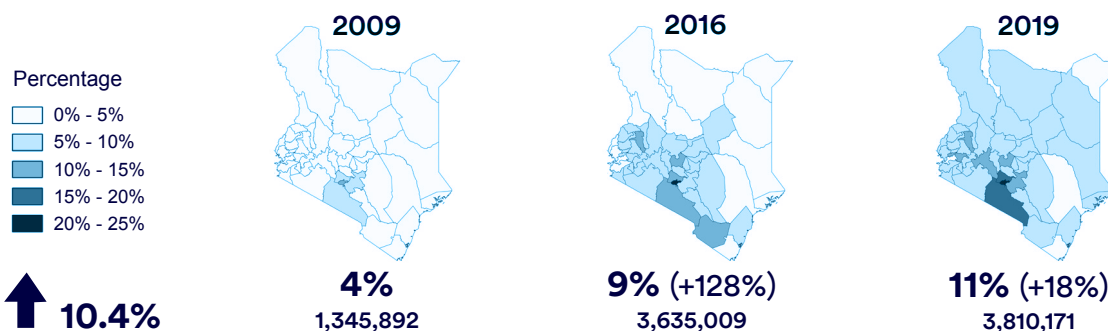 2009
2016
2019
Percentage
0% - 5%
5% - 10%
10% - 15%
15% - 20%
20% - 25%
10.4%
4%
1,345,892
9% (+128%)
3,635,009
11% (+18%)
3,810,171